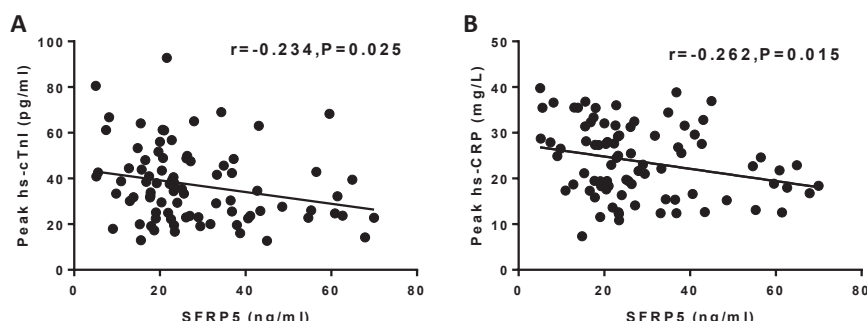 A
r=-0.234,P=0.025
Peak hs-cTnI (pg/ml)
100
80
60
40
20
0
0 20 40 60 80
SFRP5 (ng/ml)
B
r=-0.262,P=0.015
Peak hs-CRP (mg/L)
50
40
30
20
10
0
0 20 40 60 80
SFRP5 (ng/ml)